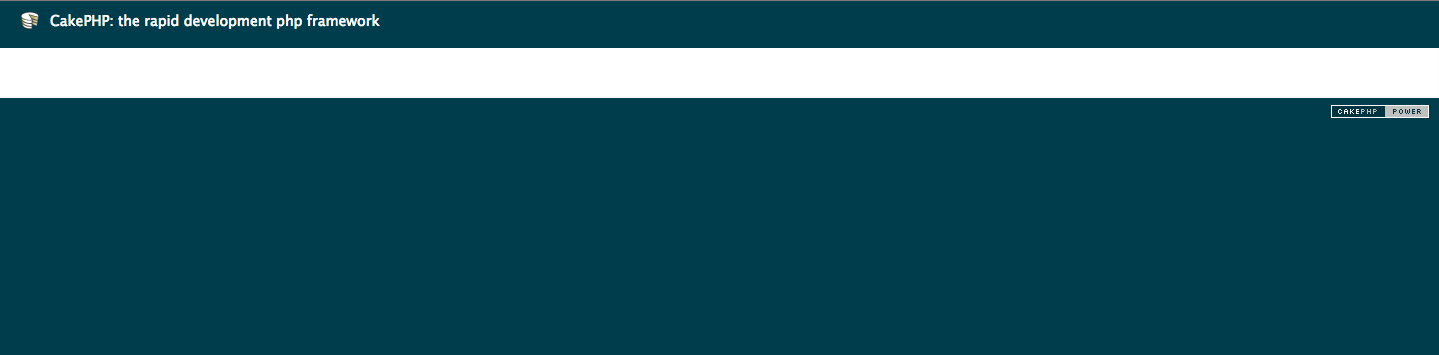 CakePHP: the rapid development php framework
CAKEPHP POWER